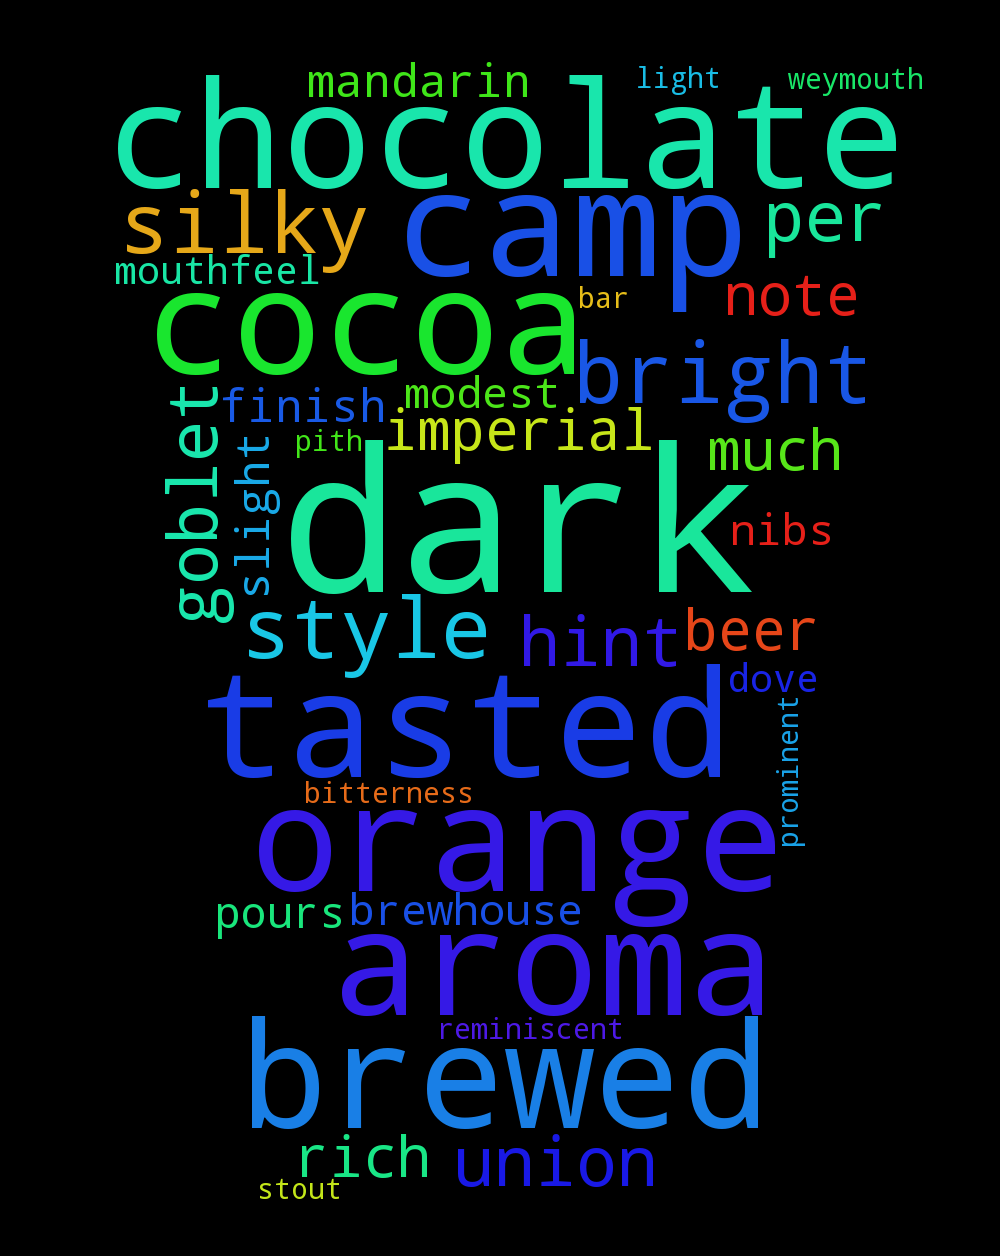 mandarin light weymouth
chocolate
silky camp per
mouthfeel
cocoa bar note
bright
goblet finish modest
imperial
slight pith much
dark nibs
style hint beer
tasted dove
prominent
bitterness
orange
pours brewhouse
aroma
reminiscent
brewed
rich union
stout